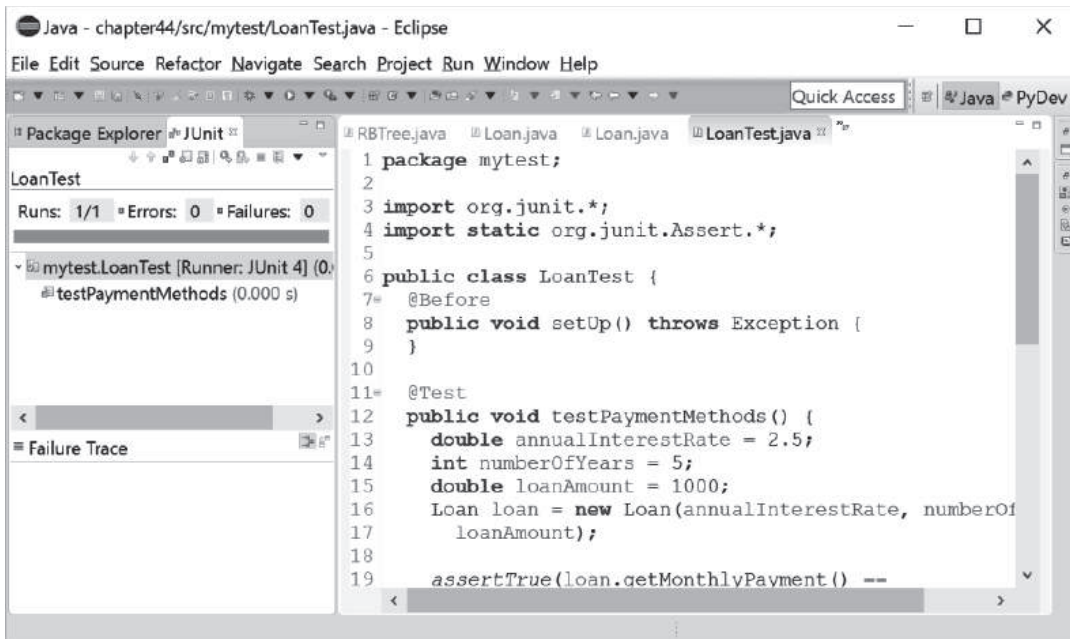 Java - chapter44/src/mytest/LoanTest.java - Eclipse
File Edit Source Refactor Navigate Search Project Run Window Help
Quick Access Java PyDev
Package Explorer JUnit
RBTree.java Loan.java Loan.java LoanTest.java
LoanTest
Runs: 1/1 Errors: 0 Failures: 0
mytest.LoanTest [Runner: JUnit 4] (0.
testPaymentMethods (0.000 s)
Failure Trace
1 package mytest;
2
3 import org.junit.*;
4 import static org.junit.Assert.*;
5
6 public class LoanTest {
7 @Before
8 public void setUp() throws Exception {
9 }
10
11 @Test
12 public void testPaymentMethods() {
13 double annualInterestRate = 2.5;
14 int numberOfYears = 5;
15 double loanAmount = 1000;
16 Loan loan = new Loan(annualInterestRate, numberOf
17 loanAmount);
18
19 assertTrue(loan.getMonthlyPayment() ==